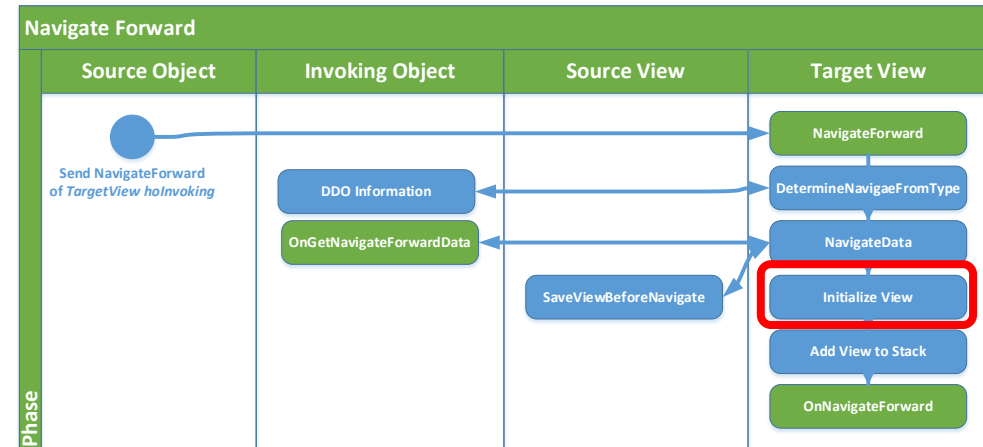 Navigate Forward
Source Object
Invoking Object
Source View
Target View
NavigateForward
Send NavigateForward
of TargetView hoInvoking
DDO Information
DetermineNavigaeFromType
OnGetNavigateForwardData
NavigateData
SaveViewBeforeNavigate
Initialize View
Add View to Stack
OnNavigateForward
Phase